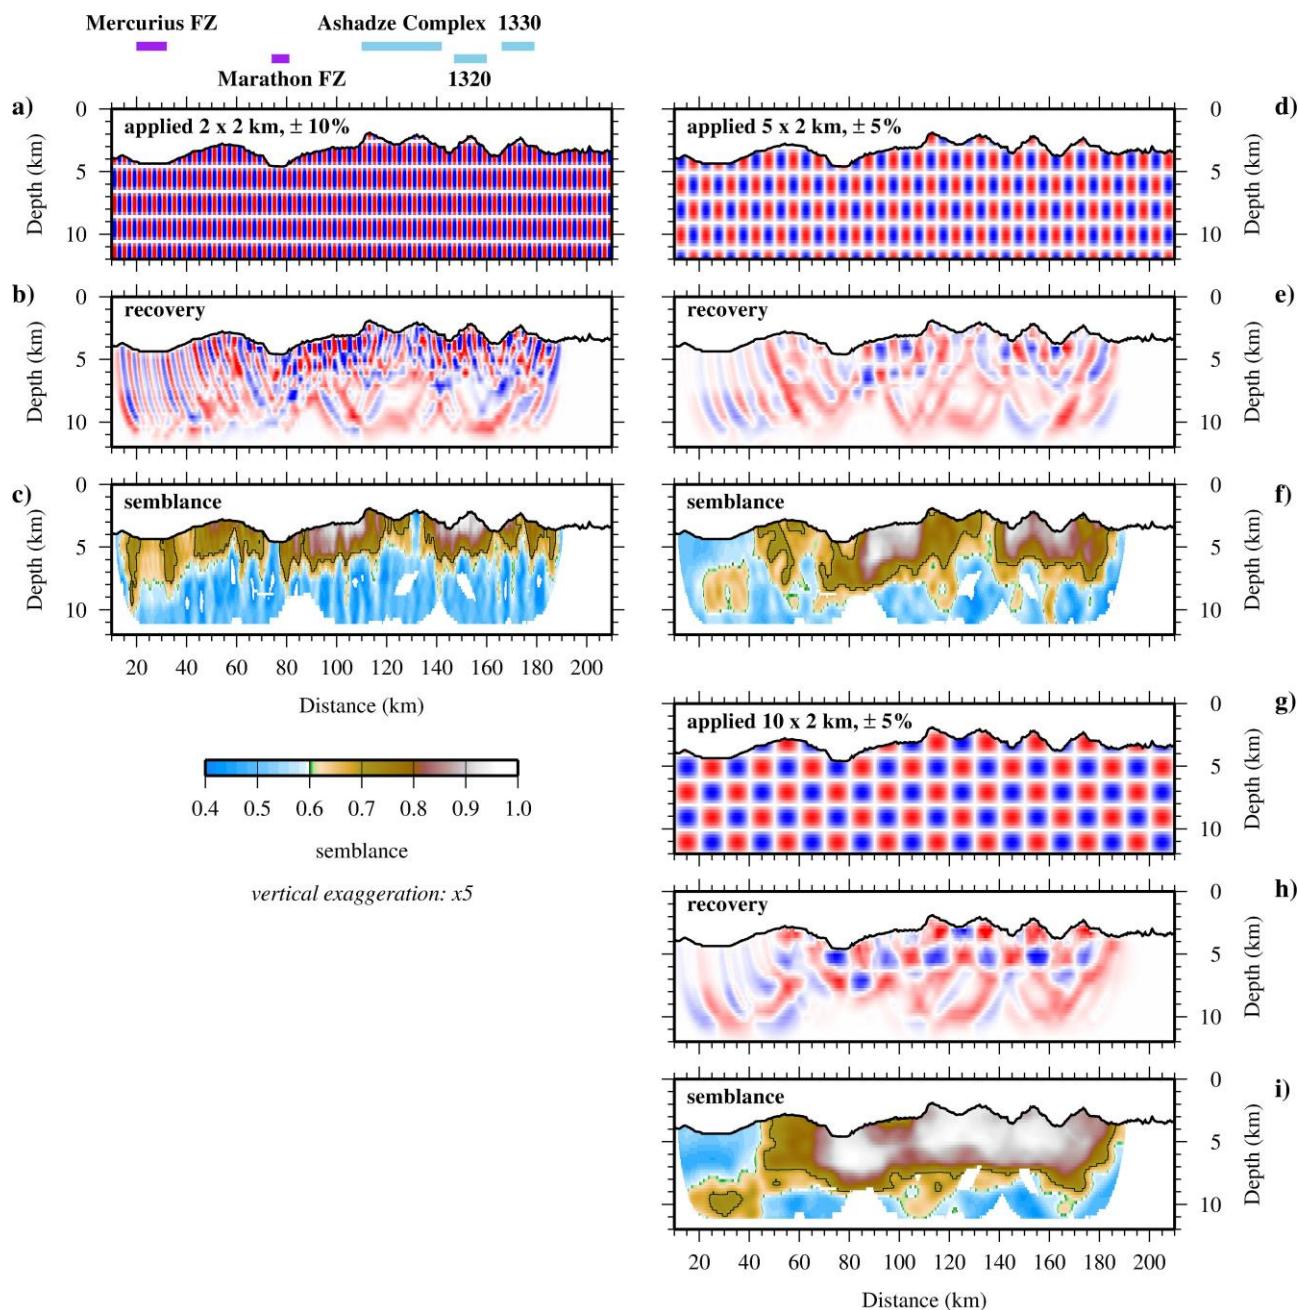 Mercurius FZ
Ashadze Complex 1330
Marathon FZ
1320
a)
applied 2 x 2 km, ± 10%
0
5
10
Depth (km)
b)
recovery
0
5
10
Depth (km)
c)
semblance
0
5
10
Depth (km)
20 40 60 80 100 120 140 160 180 200
Distance (km)
0.4 0.5 0.6 0.7 0.8 0.9 1.0
semblance
vertical exaggeration: x5
d)
applied 5 x 2 km, ± 5%
0
5
10
Depth (km)
e)
recovery
0
5
10
Depth (km)
f)
semblance
0
5
10
Depth (km)
g)
applied 10 x 2 km, ± 5%
0
5
10
Depth (km)
h)
recovery
0
5
10
Depth (km)
i)
semblance
0
5
10
Depth (km)
20 40 60 80 100 120 140 160 180 200
Distance (km)